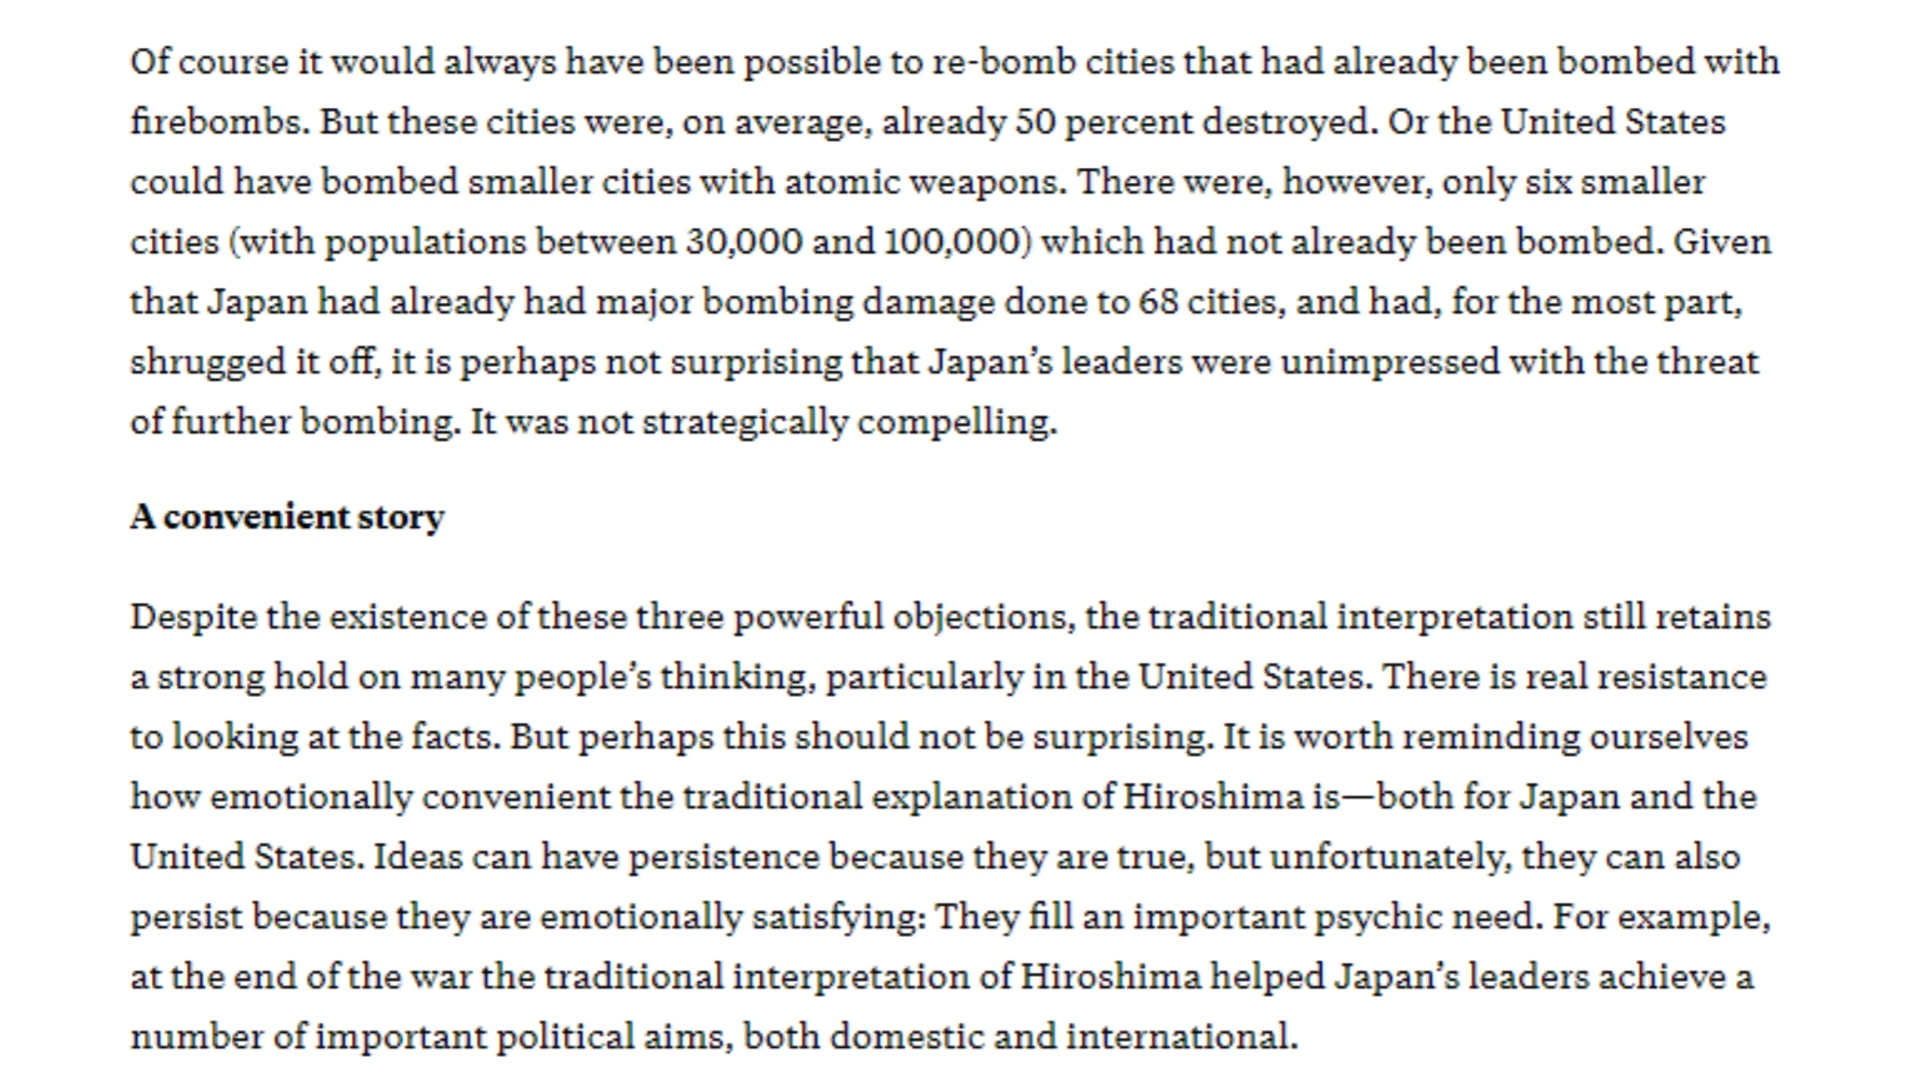 Of course it would always have been possible to re-bomb cities that had already been bombed with
firebombs. But these cities were, on average, already 50 percent destroyed. Or the United States
could have bombed smaller cities with atomic weapons. There were, however, only six smaller
cities (with populations between 30,000 and 100,000) which had not already been bombed. Given
that Japan had already had major bombing damage done to 68 cities, and had, for the most part,
shrugged it off, it is perhaps not surprising that Japan’s leaders were unimpressed with the threat
of further bombing. It was not strategically compelling.
A convenient story
Despite the existence of these three powerful objections, the traditional interpretation still retains
a strong hold on many people’s thinking, particularly in the United States. There is real resistance
to looking at the facts. But perhaps this should not be surprising. It is worth reminding ourselves
how emotionally convenient the traditional explanation of Hiroshima is—both for Japan and the
United States. Ideas can have persistence because they are true, but unfortunately, they can also
persist because they are emotionally satisfying: They fill an important psychic need. For example,
at the end of the war the traditional interpretation of Hiroshima helped Japan’s leaders achieve a
number of important political aims, both domestic and international.